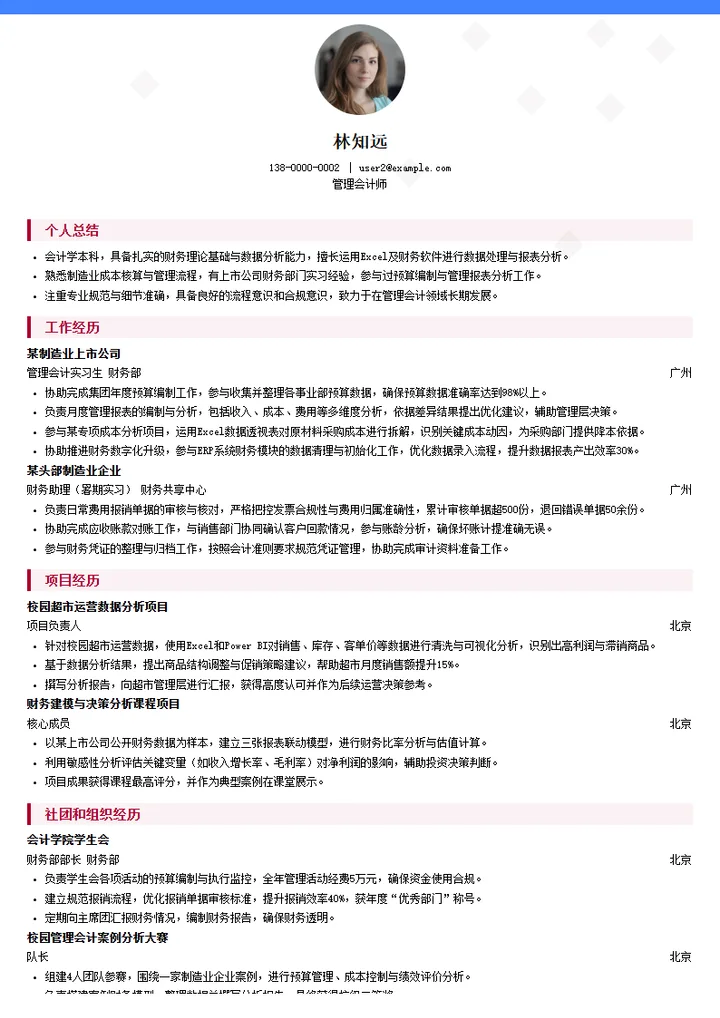 林知远
138-0000-0002 | user2@example.com
管理会计师
个人总结
• 会计学本科，具备扎实的财务理论基础与数据分析能力，擅长运用Excel及财务软件进行数据处理与报表分析。
• 熟悉制造业成本核算与管理流程，有上市公司财务部门实习经验，参与过预算编制与管理报表分析工作。
• 注重专业规范与细节准确，具备良好的流程意识和合规意识，致力于在管理会计领域长期发展。
工作经历
某制造业上市公司
管理会计实习生 财务部 广州
• 协助完成集团年度预算编制工作，参与收集并整理各事业部预算数据，确保预算数据准确率达到98%以上。
• 负责月度管理报表的编制与分析，包括收入、成本、费用等多维度分析，依据差异结果提出优化建议，辅助管理层决策。
• 参与某专项成本分析项目，运用Excel数据透视表对原材料采购成本进行拆解，识别关键成本动因，为采购部门提供降本依据。
• 协助推进财务数字化升级，参与ERP系统财务模块的数据清理与初始化工作，优化数据录入流程，提升数据报表产出效率30%。
某头部制造业企业
财务助理（暑期实习） 财务共享中心 广州
• 负责日常费用报销单据的审核与核对，严格把控发票合规性与费用归属准确性，累计审核单据超500份，退回错误单据50余份。
• 协助完成应收账款对账工作，与销售部门协同确认客户回款情况，参与账龄分析，确保坏账计提准确无误。
• 参与财务凭证的整理与归档工作，按照会计准则要求规范凭证管理，协助完成审计资料准备工作。
项目经历
校园超市运营数据分析项目
项目负责人 北京
• 针对校园超市运营数据，使用Excel和Power BI对销售、库存、客单价等数据进行清洗与可视化分析，识别出高利润与滞销商品。
• 基于数据分析结果，提出商品结构调整与促销策略建议，帮助超市月度销售额提升15%。
• 撰写分析报告，向超市管理层进行汇报，获得高度认可并作为后续运营决策参考。
财务建模与决策分析课程项目
核心成员 北京
• 以某上市公司公开财务数据为样本，建立三张报表联动模型，进行财务比率分析与估值计算。
• 利用敏感性分析评估关键变量（如收入增长率、毛利率）对净利润的影响，辅助投资决策判断。
• 项目成果获得课程最高评分，并作为典型案例在课堂展示。
社团和组织经历
会计学院学生会
财务部部长 财务部 北京
• 负责学生会各项活动的预算编制与执行监控，全年管理活动经费5万元，确保资金使用合规。
• 建立规范报销流程，优化报销单据审核标准，提升报销效率40%，获年度“优秀部门”称号。
• 定期向主席团汇报财务情况，编制财务报告，确保财务透明。
校园管理会计案例分析大赛
队长 北京
• 组建4人团队参赛，围绕一家制造业企业案例，进行预算管理、成本控制与绩效评价分析。